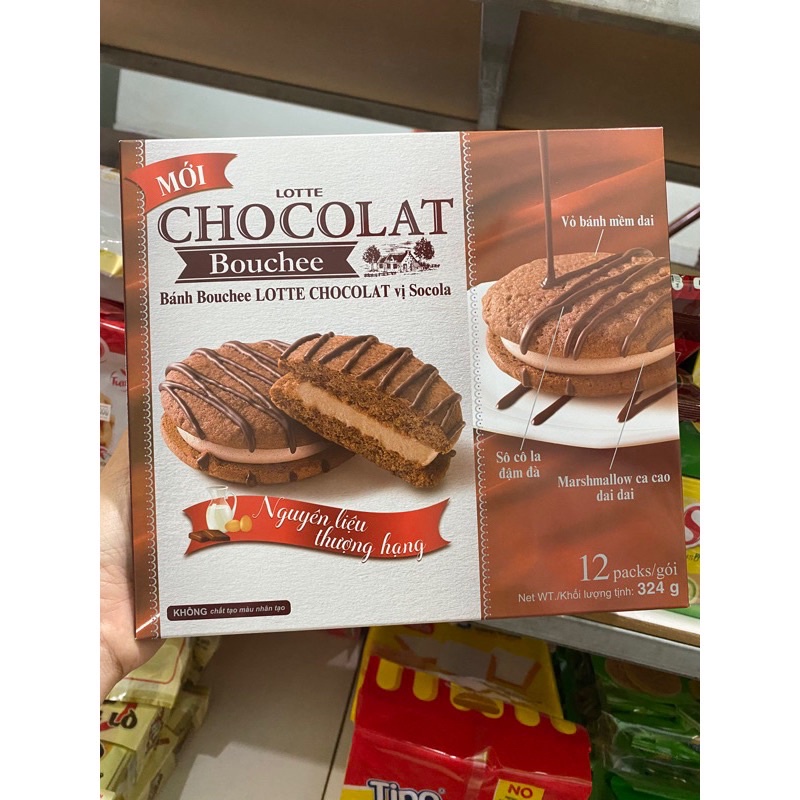 MỚI
LOTTE
CHOCOLAT
Bouchee
Bánh Bouchee LOTTE CHOCOLAT vị Socola
Vỏ bánh mềm dai
Sô cô la
đậm đà
Marshmallow ca cao
dai dai
Nguyên liệu
thượng hạng
12 packs/gói
Net WT./Khối lượng tịnh: 324 g
KHÔNG chất tạo màu nhân tạo
Tipo
NO